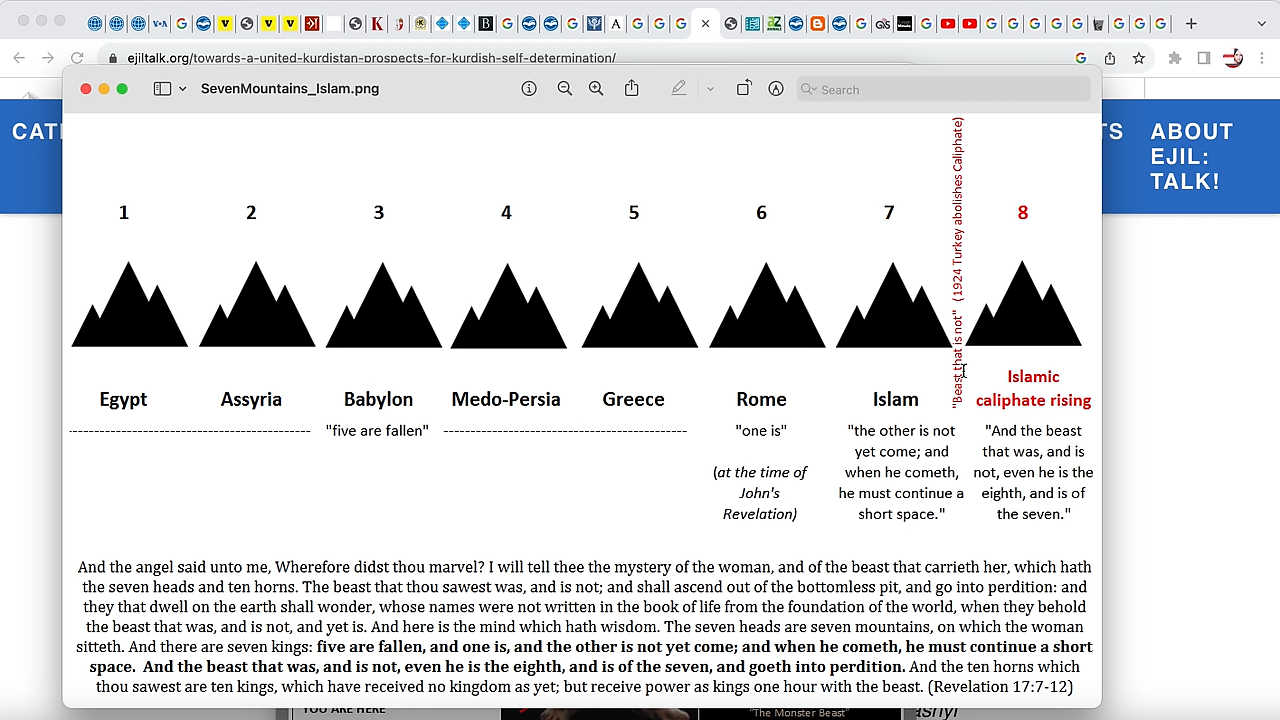 ejiltalk.org/towards-a-united-kurdistan-prospects-for-kurdish-self-determination/
SevenMountains_Islam.png
Search
ABOUT
EJIL:
TALK!
1 2 3 4 5 6 7 8
"Beast that is not" (1924 Turkey abolishes Caliphate)
Egypt Assyria Babylon Medo-Persia Greece Rome Islam Islamic
caliphate rising
"five are fallen"
"one is"
(at the time of
John's
Revelation)
"the other is not
yet come; and
when he cometh,
he must continue a
short space."
"And the beast
that was, and is
not, even he is the
eighth, and is of
the seven."
And the angel said unto me, Wherefore didst thou marvel? I will tell thee the mystery of the woman, and of the beast that carrieth her, which hath
the seven heads and ten horns. The beast that thou sawest was, and is not; and shall ascend out of the bottomless pit, and go into perdition: and
they that dwell on the earth shall wonder, whose names were not written in the book of life from the foundation of the world, when they behold
the beast that was, and is not, and yet is. And here is the mind which hath wisdom. The seven heads are seven mountains, on which the woman
sitteth. And there are seven kings: five are fallen, and one is, and the other is not yet come; and when he cometh, he must continue a short
space. And the beast that was, and is not, even he is the eighth, and is of the seven, and goeth into perdition. And the ten horns which
thou sawest are ten kings, which have received no kingdom as yet; but receive power as kings one hour with the beast. (Revelation 17:7-12)
YOU ARE HERE
"The Monster Beast"